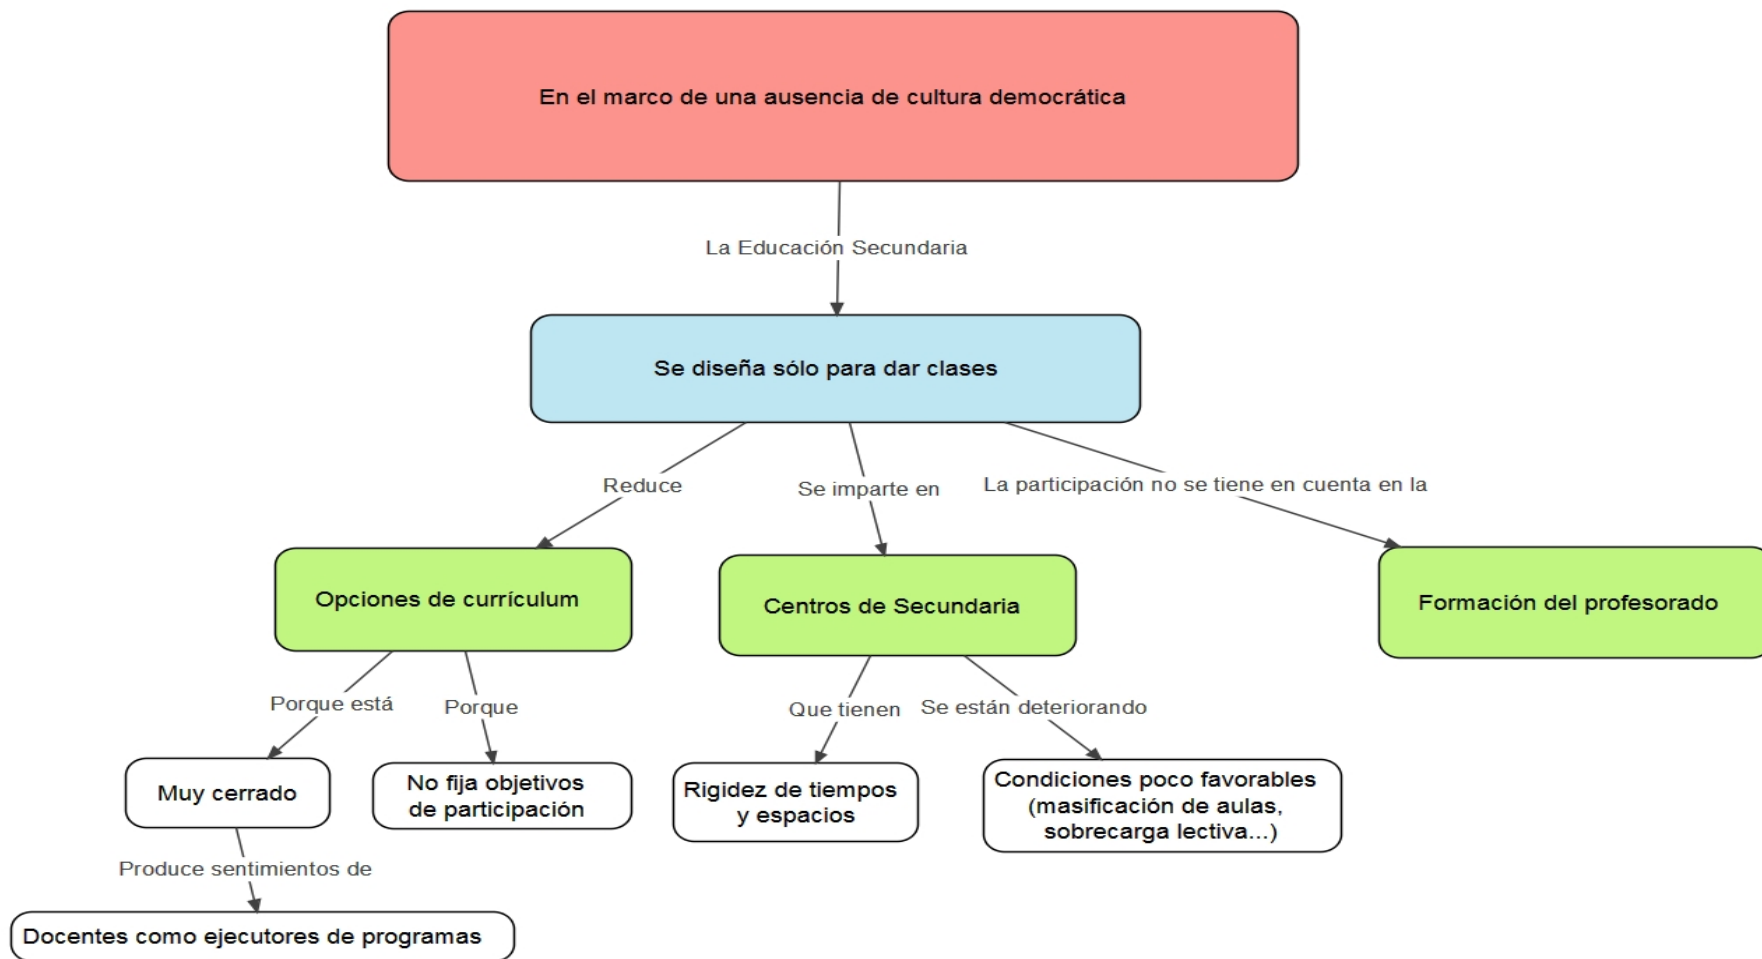 En el marco de una ausencia de cultura democrática
La Educación Secundaria
Se diseña sólo para dar clases
Reduce
Se imparte en
La participación no se tiene en cuenta en la
Opciones de currículum
Centros de Secundaria
Formación del profesorado
Porque está
Porque
Que tienen
Se están deteriorando
Muy cerrado
No fija objetivos
de participación
Rigidez de tiempos
y espacios
Condiciones poco favorables
(masificación de aulas,
sobrecarga lectiva...)
Produce sentimientos de
Docentes como ejecutores de programas